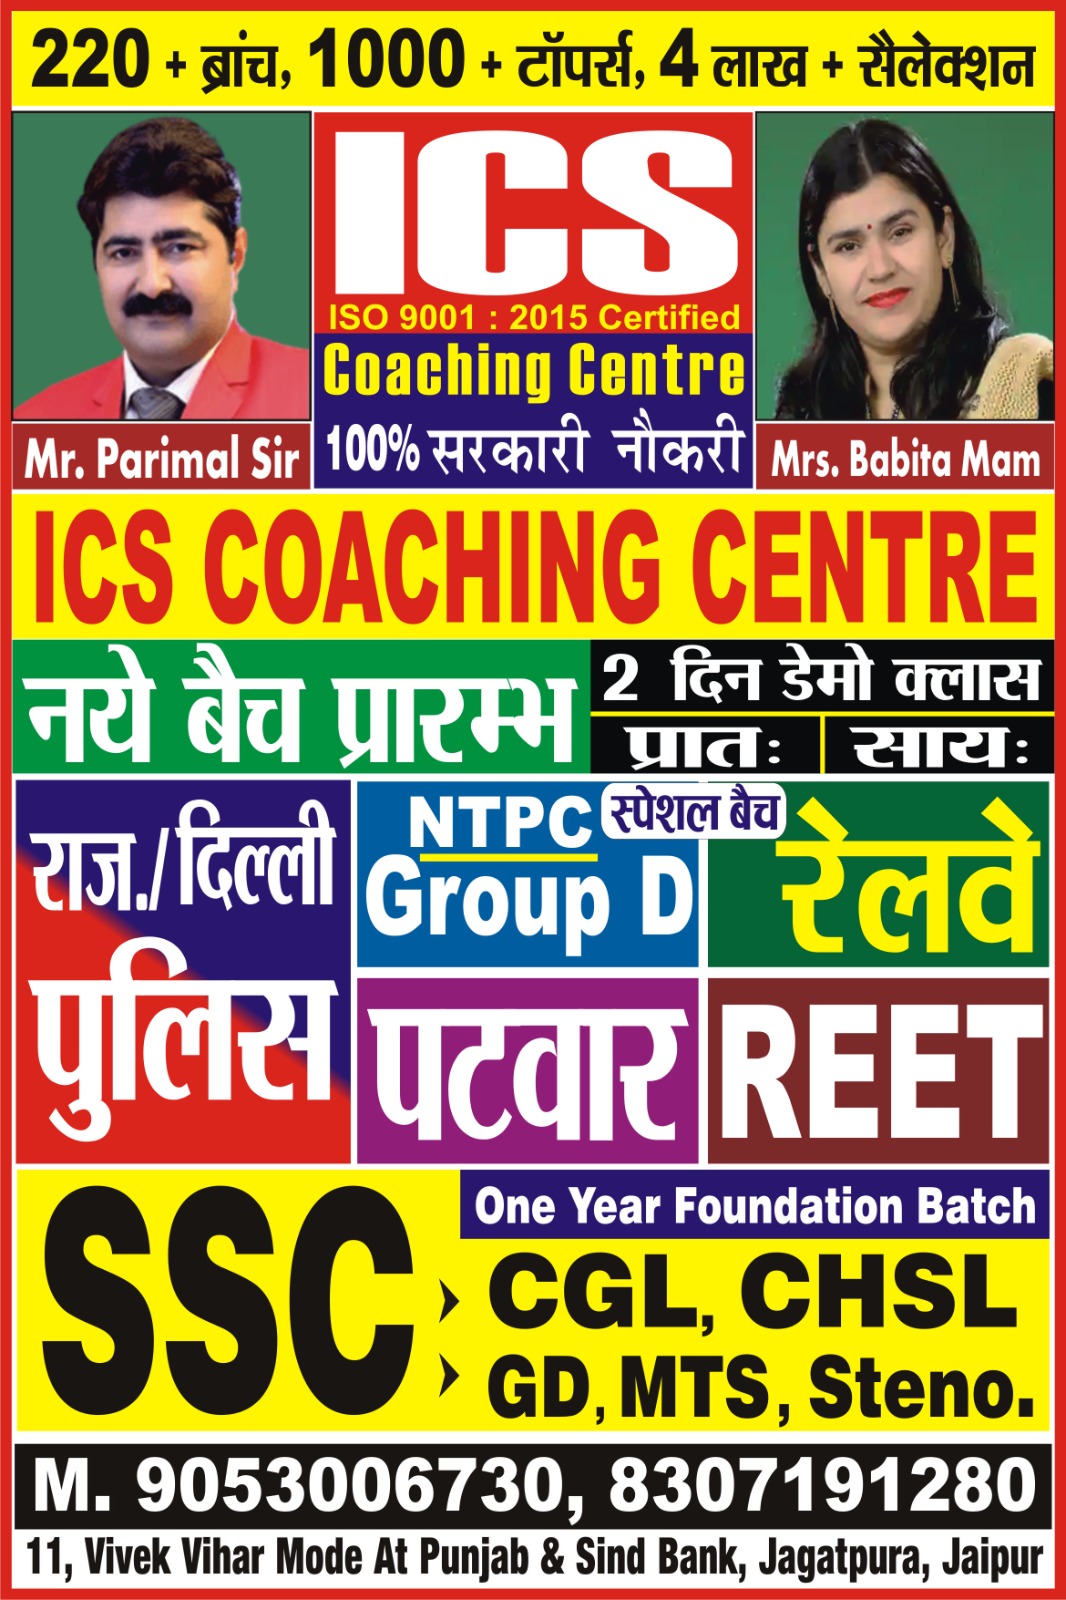 220 + ब्रांच, 1000 + टॉपर्स, 4 लाख + सैलेक्शन
ICS
ISO 9001 : 2015 Certified
Coaching Centre
100% सरकारी नौकरी
Mr. Parimal Sir
Mrs. Babita Mam
ICS COACHING CENTRE
नये बैच प्रारम्भ
2 दिन डेमो क्लास
प्रातः सायः
राज./दिल्ली
पुलिस
NTPC स्पेशल बैच
Group D
रेलवे
पटवार
REET
SSC
One Year Foundation Batch
CGL, CHSL
GD, MTS, Steno.
M. 9053006730, 8307191280
11, Vivek Vihar Mode At Punjab & Sind Bank, Jagatpura, Jaipur